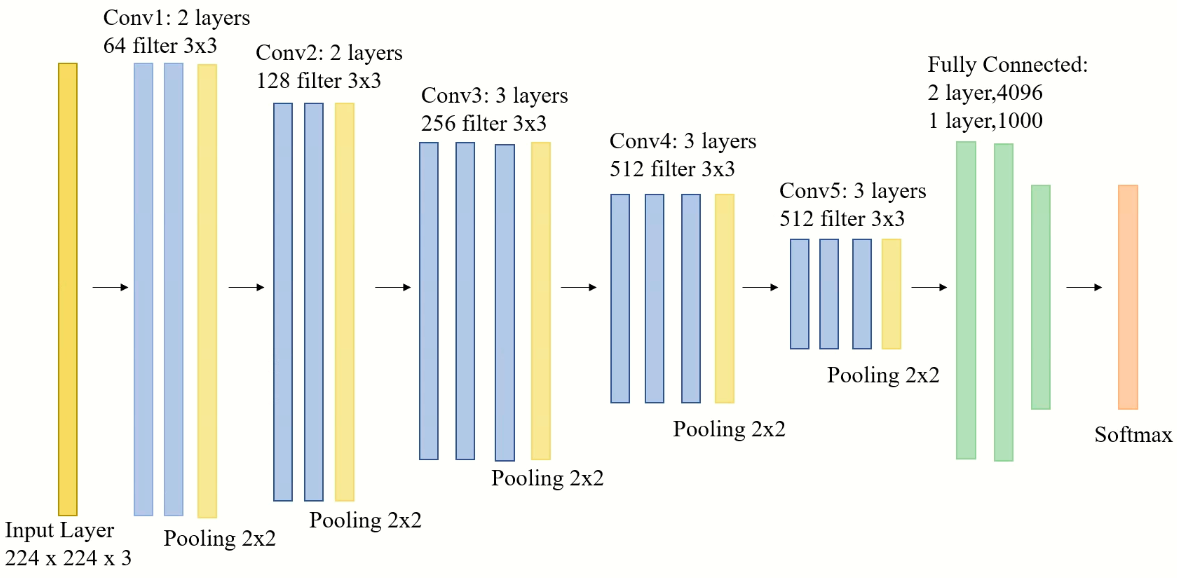 Conv1: 2 layers
64 filter 3x3
Conv2: 2 layers
128 filter 3x3
Conv3: 3 layers
256 filter 3x3
Conv4: 3 layers
512 filter 3x3
Conv5: 3 layers
512 filter 3x3
Fully Connected:
2 layer,4096
1 layer,1000
Input Layer
224 x 224 x 3
Pooling 2x2
Pooling 2x2
Pooling 2x2
Pooling 2x2
Pooling 2x2
Softmax